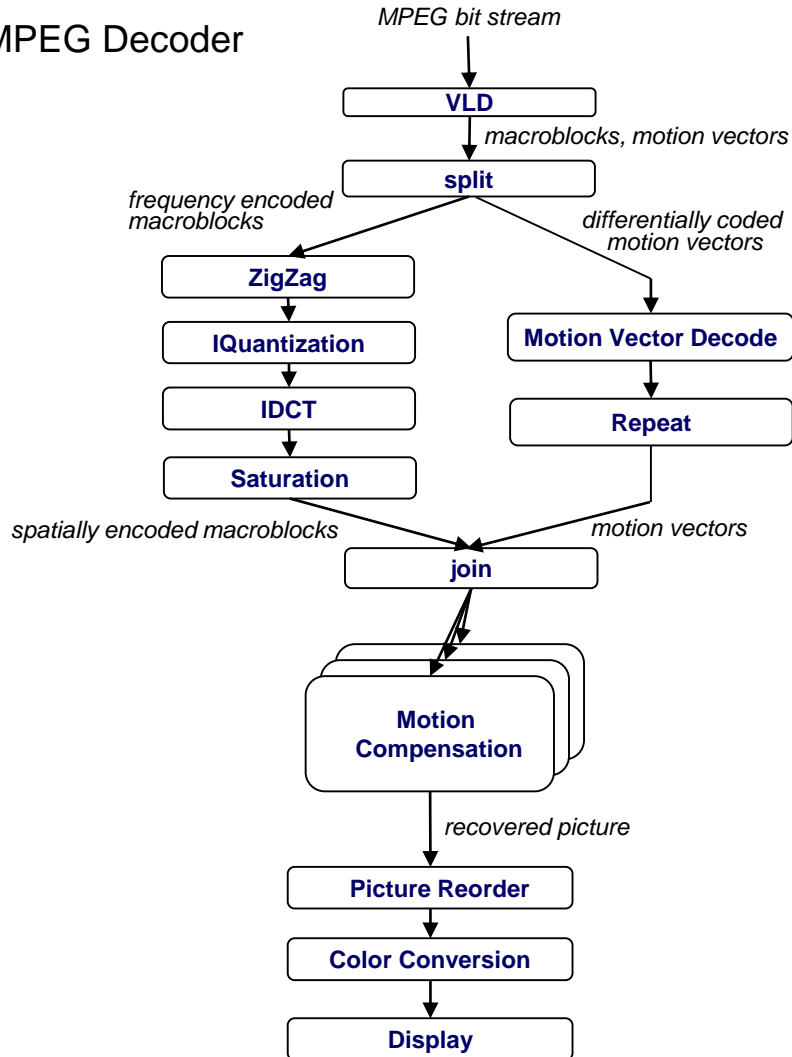 MPEG bit stream
MPEG Decoder
VLD
macroblocks, motion vectors
split
frequency encoded
macroblocks
differentially coded
motion vectors
ZigZag
IQuantization
IDCT
Saturation
Motion Vector Decode
Repeat
spatially encoded macroblocks
motion vectors
join
Motion
Compensation
recovered picture
Picture Reorder
Color Conversion
Display